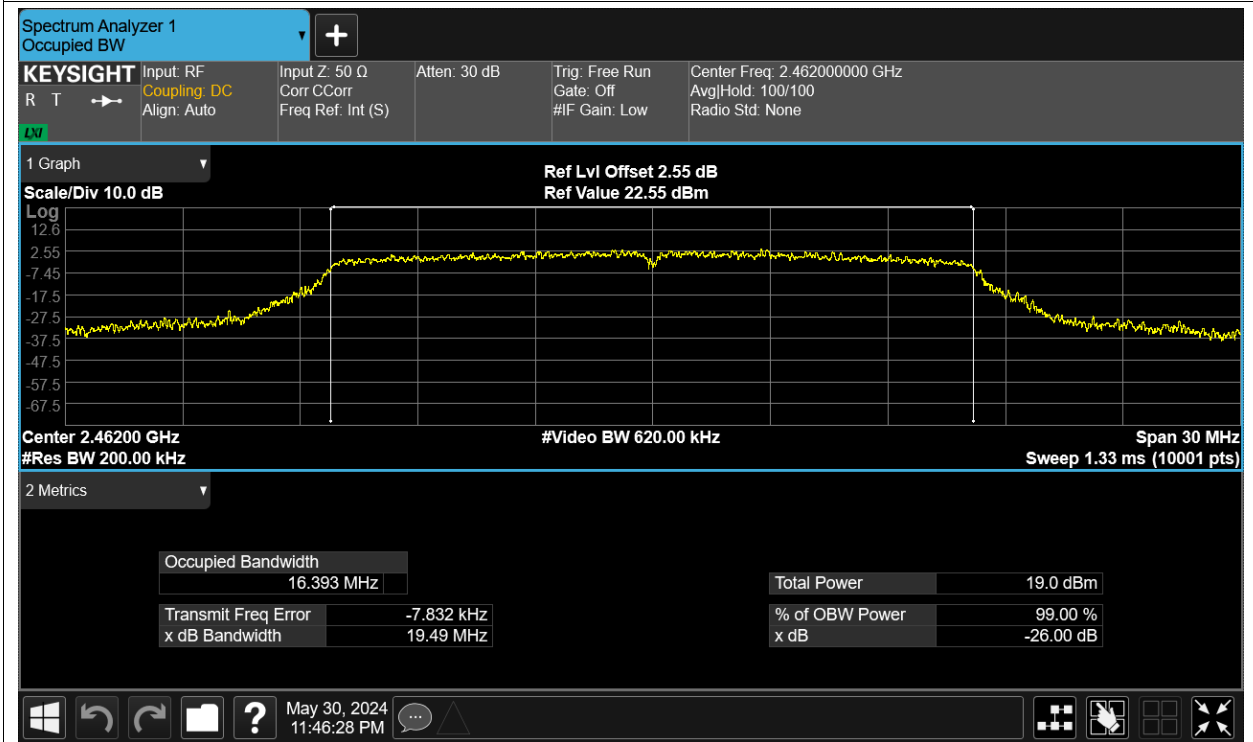 Spectrum Analyzer 1
Occupied BW
KEYSIGHT
R T
LXI
Input: RF
Coupling: DC
Align: Auto
Input Z: 50 Ω
Corr CCorr
Freq Ref: Int (S)
Atten: 30 dB
Trig: Free Run
Gate: Off
#IF Gain: Low
Center Freq: 2.462000000 GHz
Avg|Hold: 100/100
Radio Std: None
1 Graph
Scale/Div 10.0 dB
Ref Lvl Offset 2.55 dB
Ref Value 22.55 dBm
Log
12.6
2.55
-7.45
-17.5
-27.5
-37.5
-47.5
-57.5
-67.5
Center 2.46200 GHz
#Video BW 620.00 kHz
Span 30 MHz
#Res BW 200.00 kHz
Sweep 1.33 ms (10001 pts)
2 Metrics
Occupied Bandwidth
16.393 MHz
Total Power 19.0 dBm
Transmit Freq Error -7.832 kHz
% of OBW Power 99.00 %
x dB Bandwidth 19.49 MHz
x dB -26.00 dB
?
May 30, 2024
11:46:28 PM